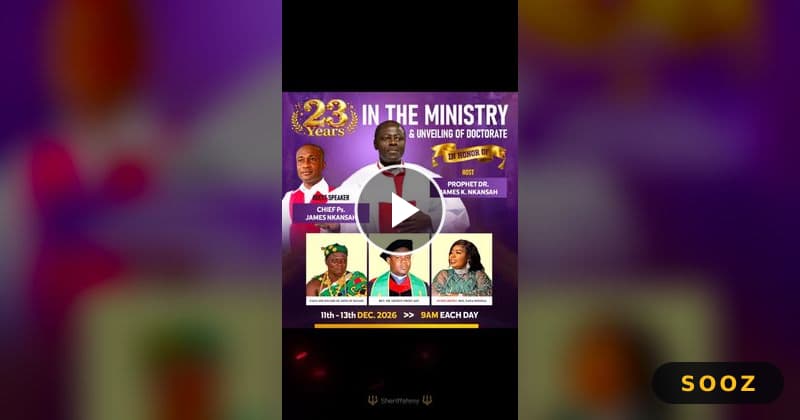 23
Years
IN THE MINISTRY
& UNVEILING OF DOCTORATE
IN HONOR OF
HOST
PROPHET DR.
JAMES K. NKANSAH
SPEAKER
CHIEF Ps.
JAMES NKANSAH
11th - 13th DEC. 2026 >> 9AM EACH DAY
SOOZ